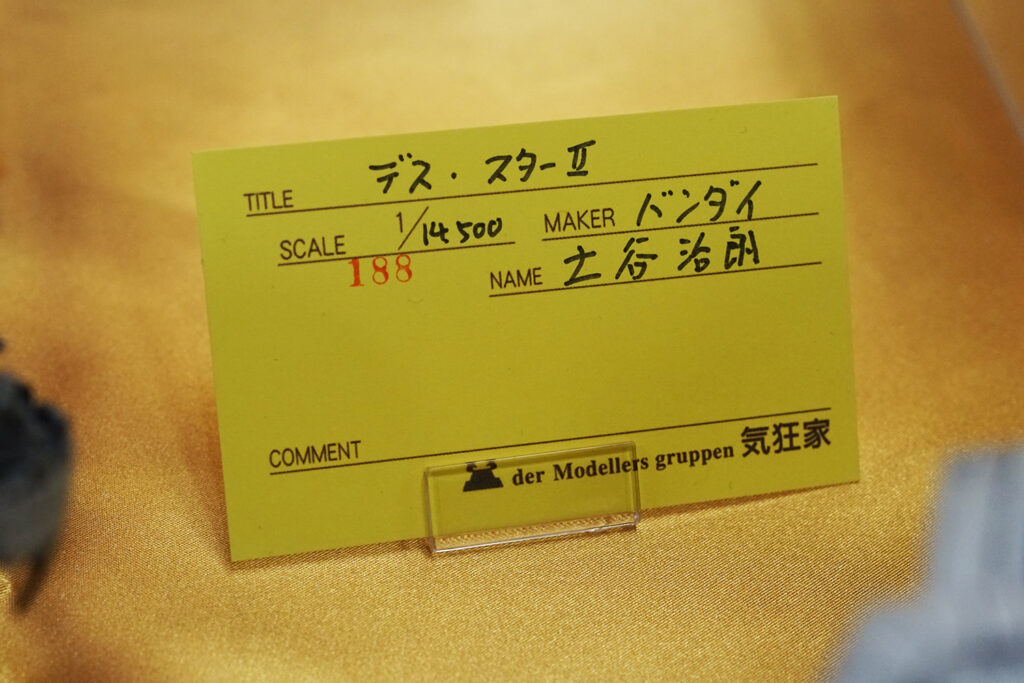 TITLE デス・スターⅡ
SCALE 1/14500 MAKER バンダイ
188 NAME 土谷治朗
COMMENT
der Modellers gruppen 気狂家